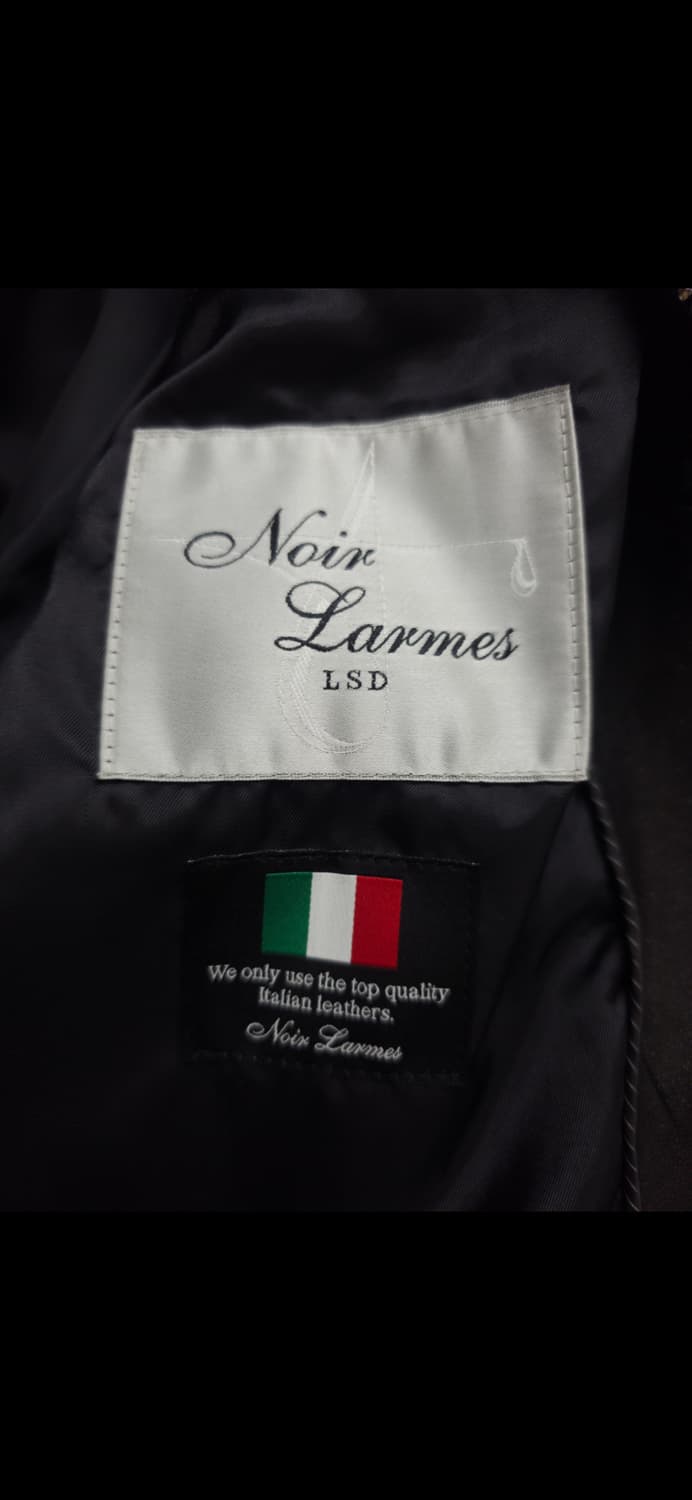 Noir
Larmes
LSD
We only use the top quality
Italian leathers.
Noir Larmes